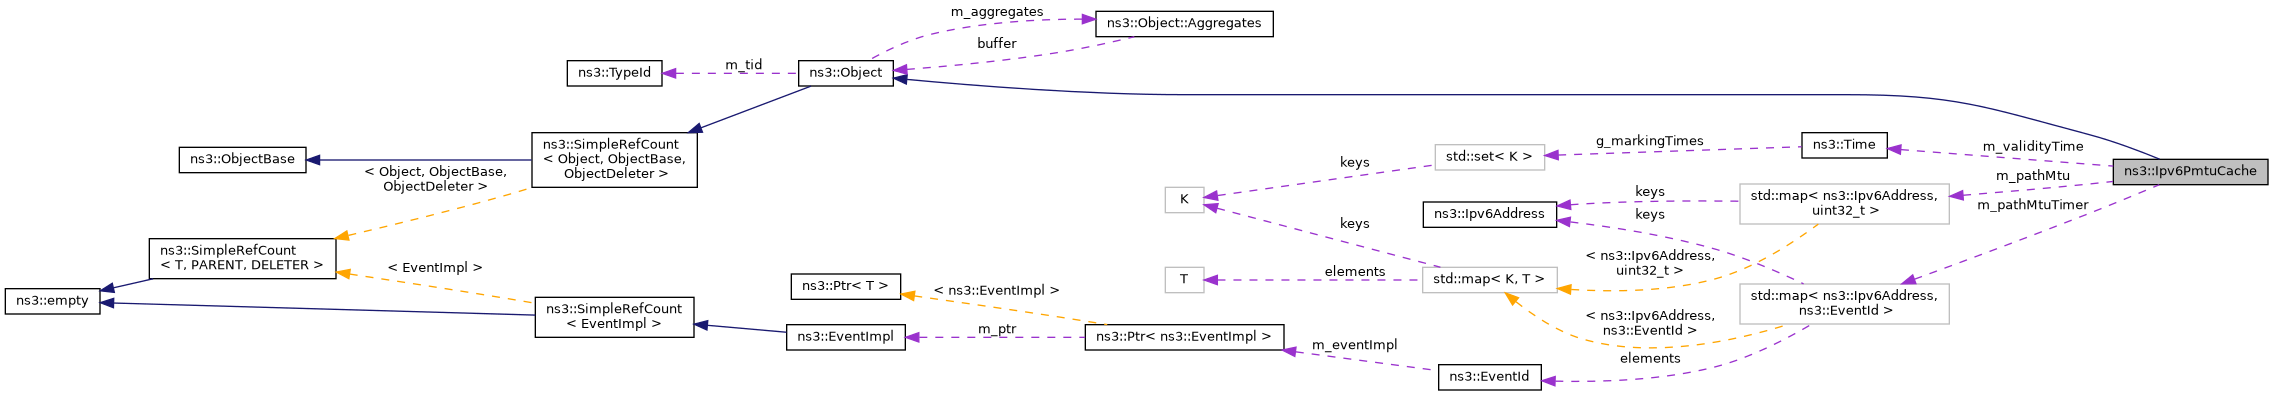 m_aggregates
ns3::Object::Aggregates
buffer
m_tid
ns3::TypeId
ns3::Object
ns3::SimpleRefCount
< Object, ObjectBase,
ObjectDeleter >
ns3::ObjectBase
< Object, ObjectBase,
ObjectDeleter >
g_markingTimes
ns3::Time
m_validityTime
std::set< K >
keys
ns3::Ipv6PmtuCache
m_pathMtu
K
keys
std::map< ns3::Ipv6Address,
uint32_t >
ns3::Ipv6Address
keys
m_pathMtuTimer
keys
ns3::SimpleRefCount
< T, PARENT, DELETER >
< EventImpl >
< ns3::Ipv6Address,
uint32_t >
T
elements
std::map< K, T >
ns3::Ptr< T >
< ns3::EventImpl >
std::map< ns3::Ipv6Address,
ns3::EventId >
ns3::empty
ns3::SimpleRefCount
< EventImpl >
< ns3::Ipv6Address,
ns3::EventId >
ns3::EventImpl
m_ptr
ns3::Ptr< ns3::EventImpl >
m_eventImpl
elements
ns3::EventId